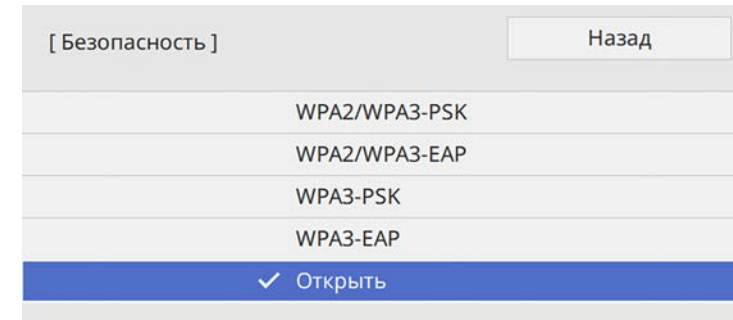 [ Безопасность ]
Назад
WPA2/WPA3-PSK
WPA2/WPA3-EAP
WPA3-PSK
WPA3-EAP
Открыть